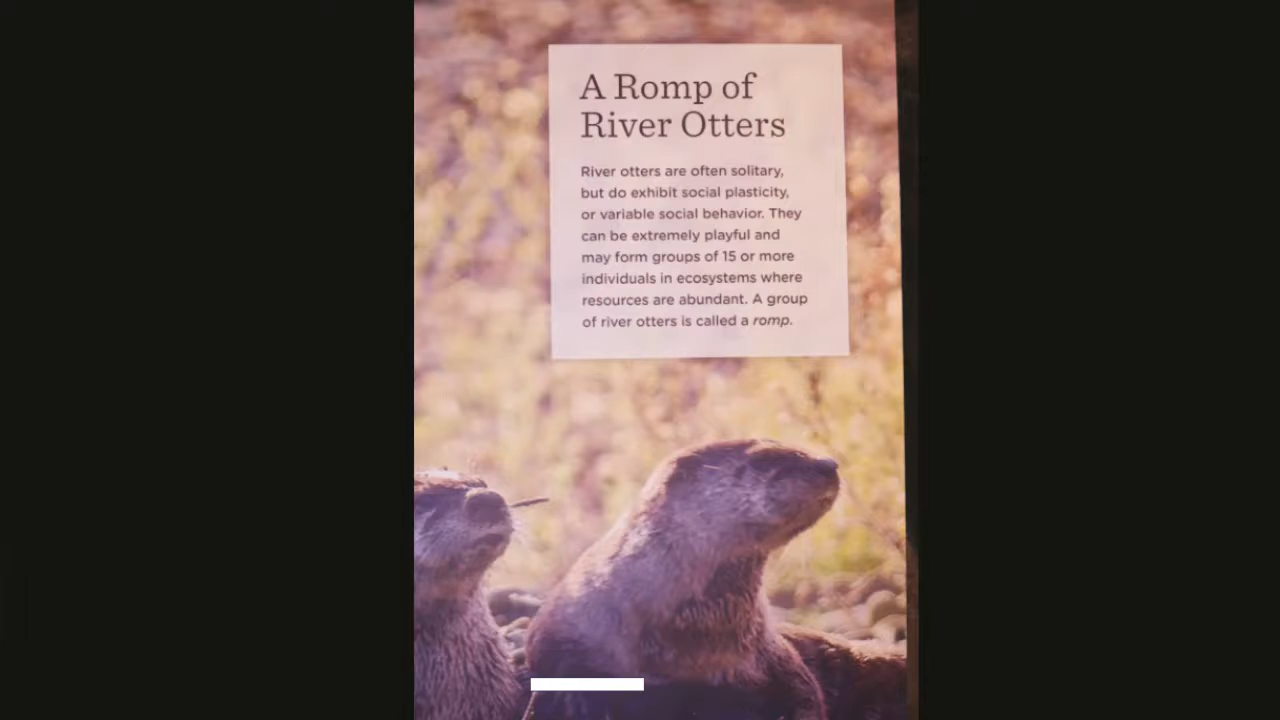 A Romp of
River Otters
River otters are often solitary,
but do exhibit social plasticity,
or variable social behavior. They
can be extremely playful and
may form groups of 15 or more
individuals in ecosystems where
resources are abundant. A group
of river otters is called a romp.